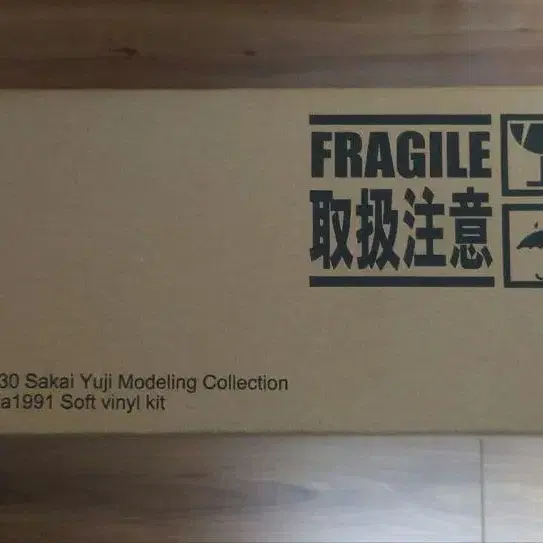 FRAGILE
取扱注意
30 Sakai Yuji Modeling Collection
a1991 Soft vinyl kit